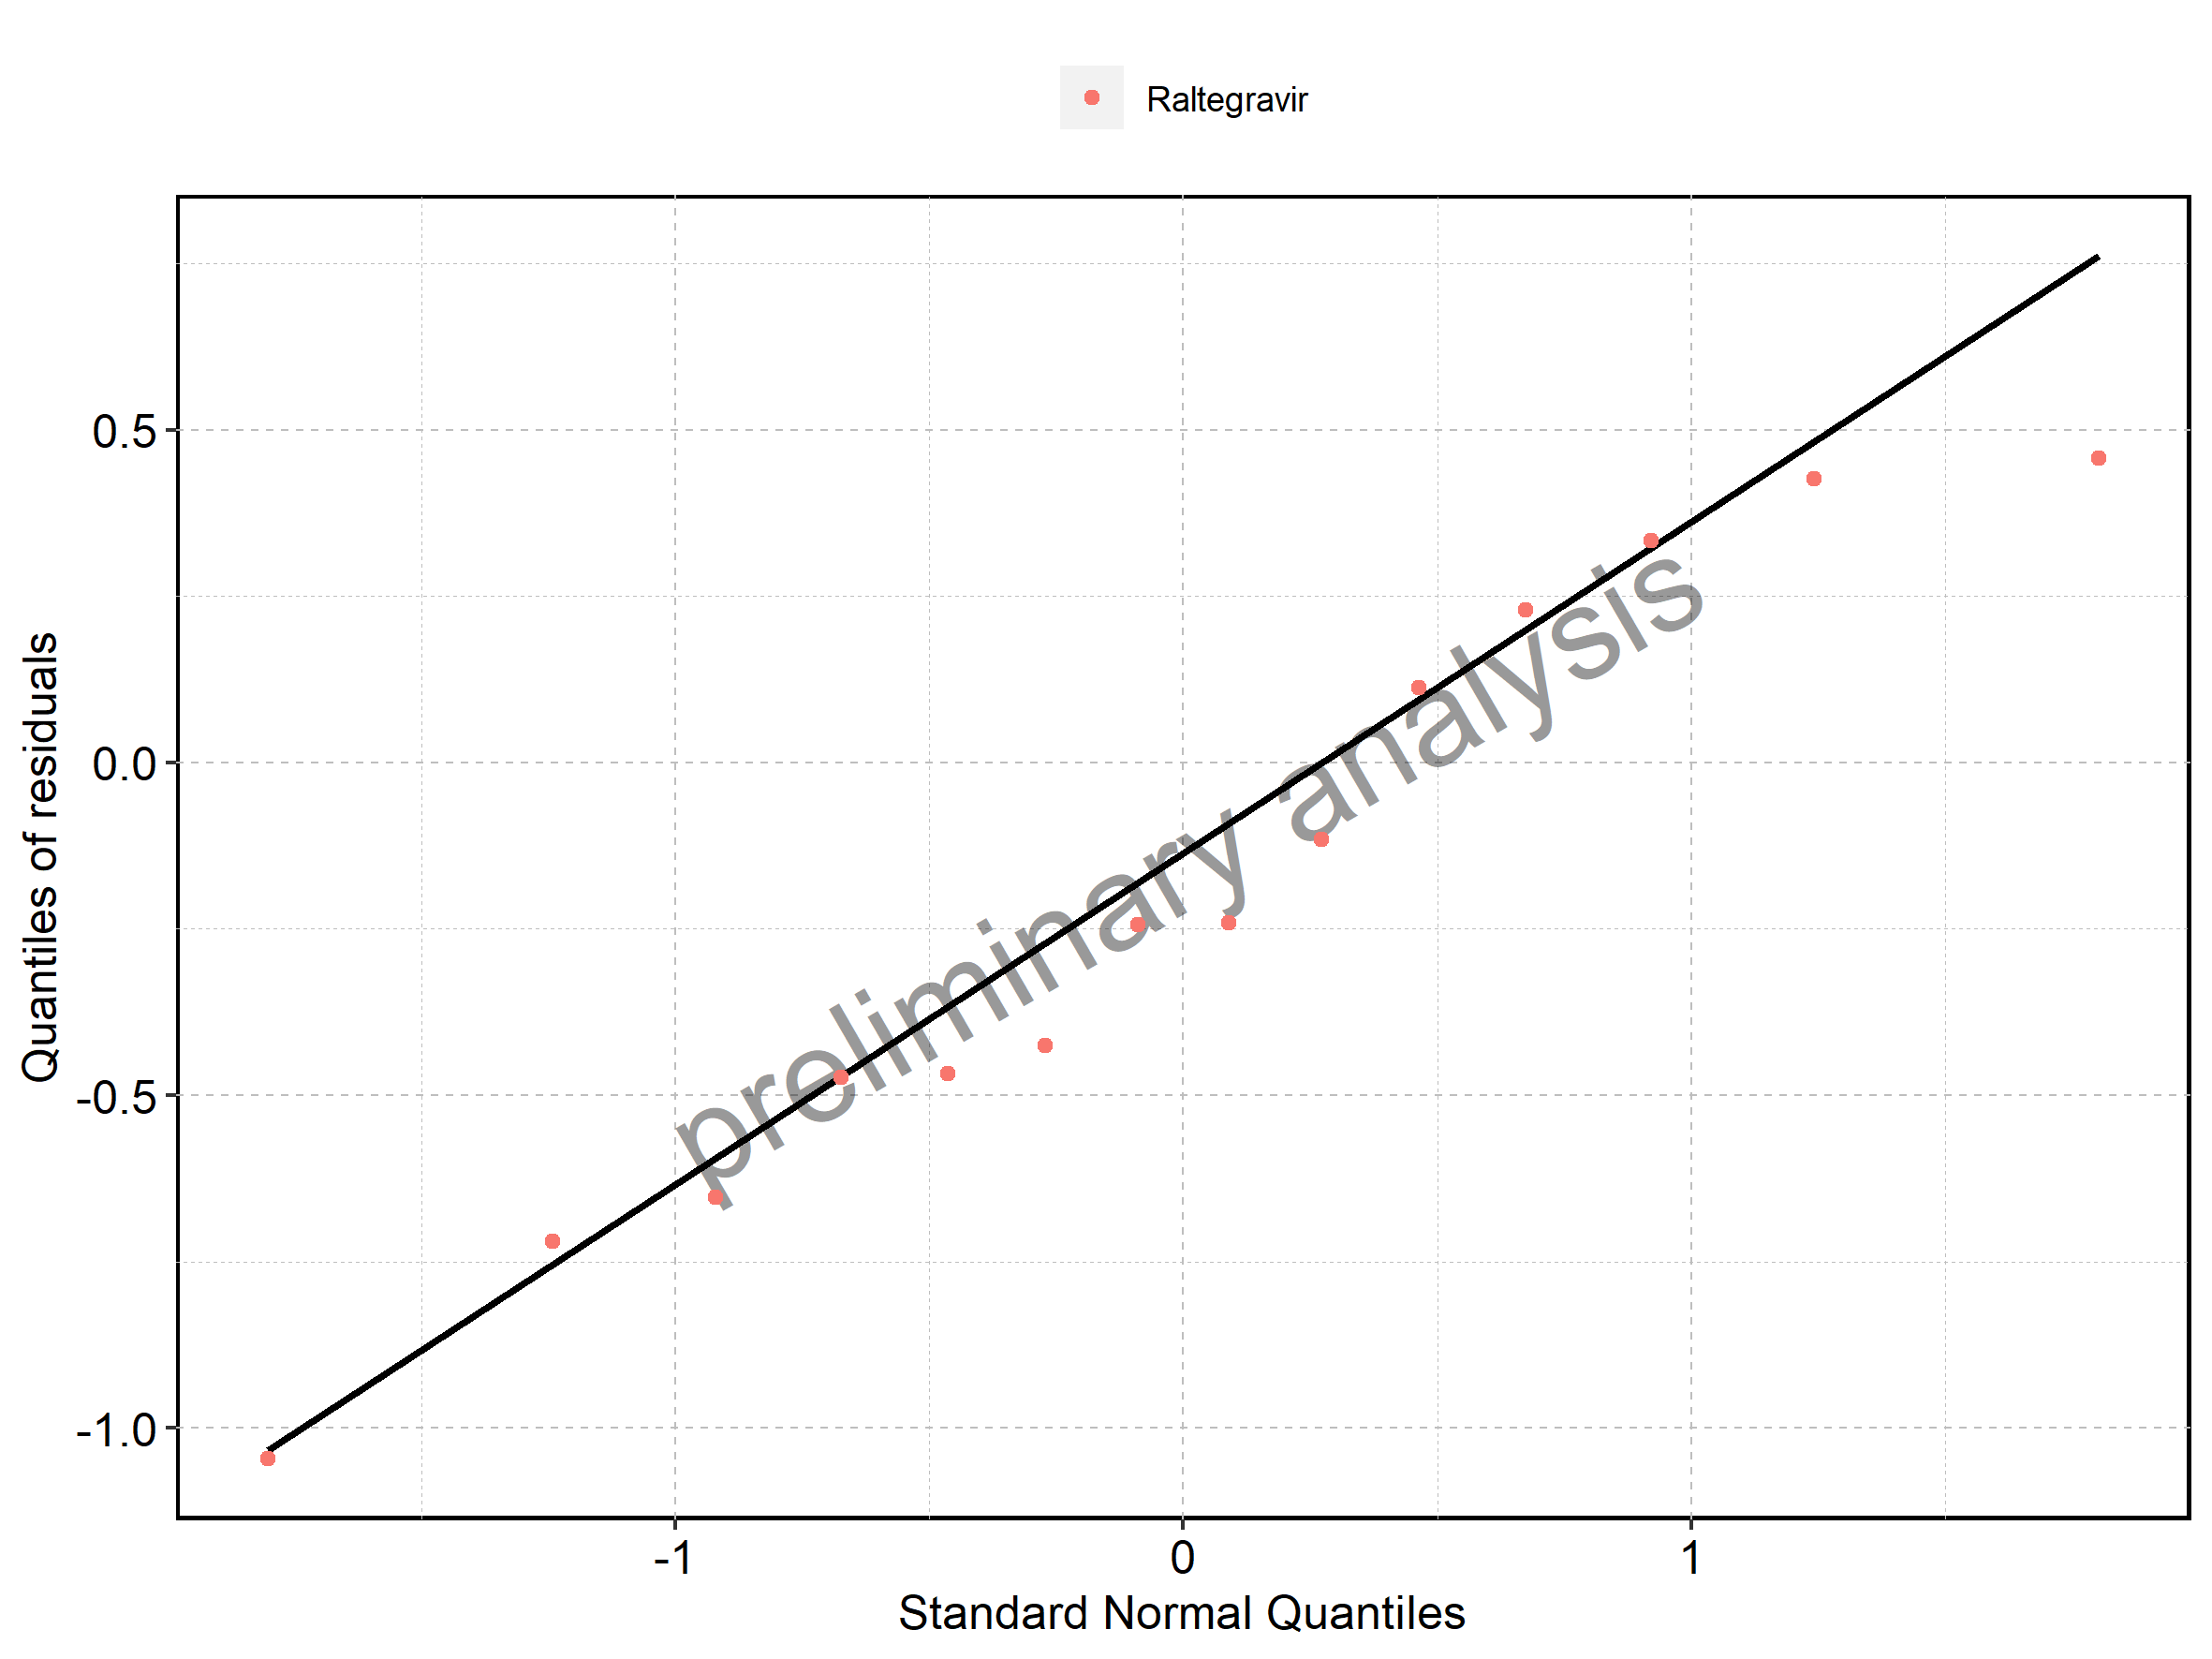 Raltegravir
0.5
0.0
-0.5
-1.0
Quantiles of residuals
preliminary analysis
-1 0 1
Standard Normal Quantiles